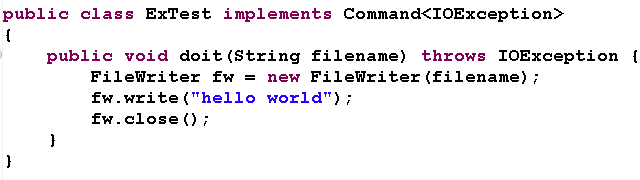 public class ExTest implements Command<IOException>
{
    public void doit(String filename) throws IOException {
        FileWriter fw = new FileWriter(filename);
        fw.write("hello world");
        fw.close();
    }
}